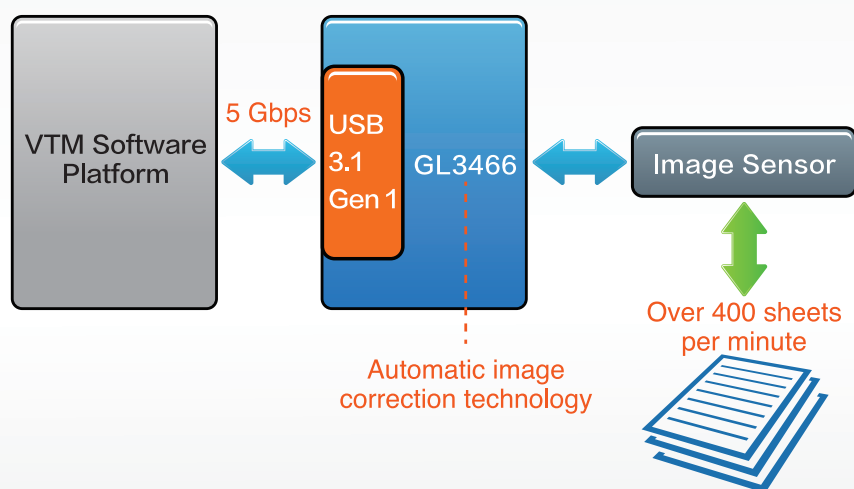 VTM Software
Platform
5 Gbps
USB
3.1
Gen 1
GL3466
Image Sensor
Over 400 sheets
per minute
Automatic image
correction technology